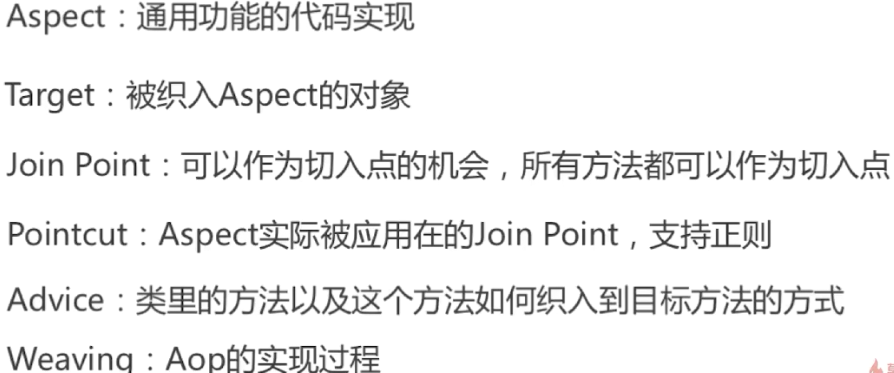 Aspect：通用功能的代码实现
Target：被织入Aspect的对象
Join Point：可以作为切入点的机会，所有方法都可以作为切入点
Pointcut：Aspect实际被应用在的Join Point，支持正则
Advice：类里的方法以及这个方法如何织入到目标方法的方式
Weaving：Aop的实现过程